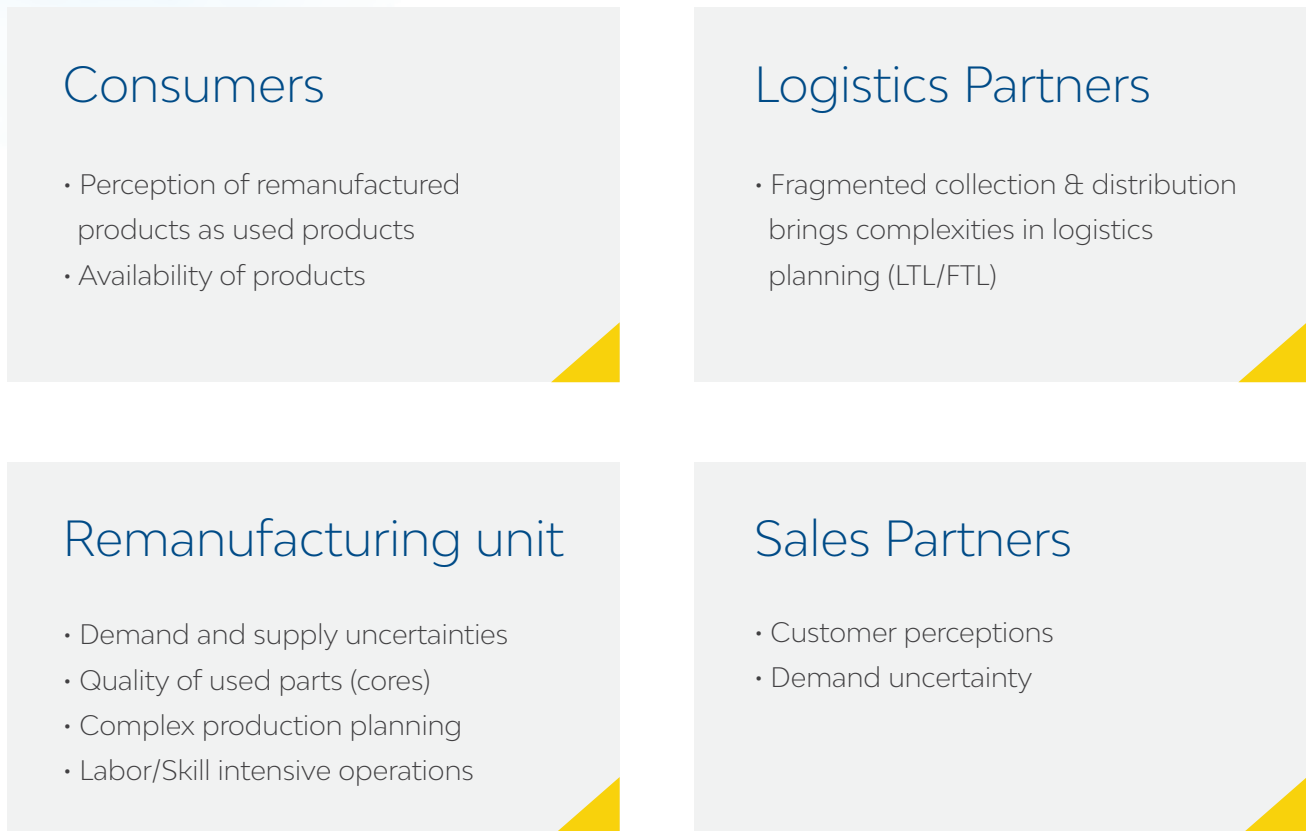 Consumers
• Perception of remanufactured
products as used products
• Availability of products
Logistics Partners
• Fragmented collection & distribution
brings complexities in logistics
planning (LTL/FTL)
Remanufacturing unit
• Demand and supply uncertainties
• Quality of used parts (cores)
• Complex production planning
• Labor/Skill intensive operations
Sales Partners
• Customer perceptions
• Demand uncertainty